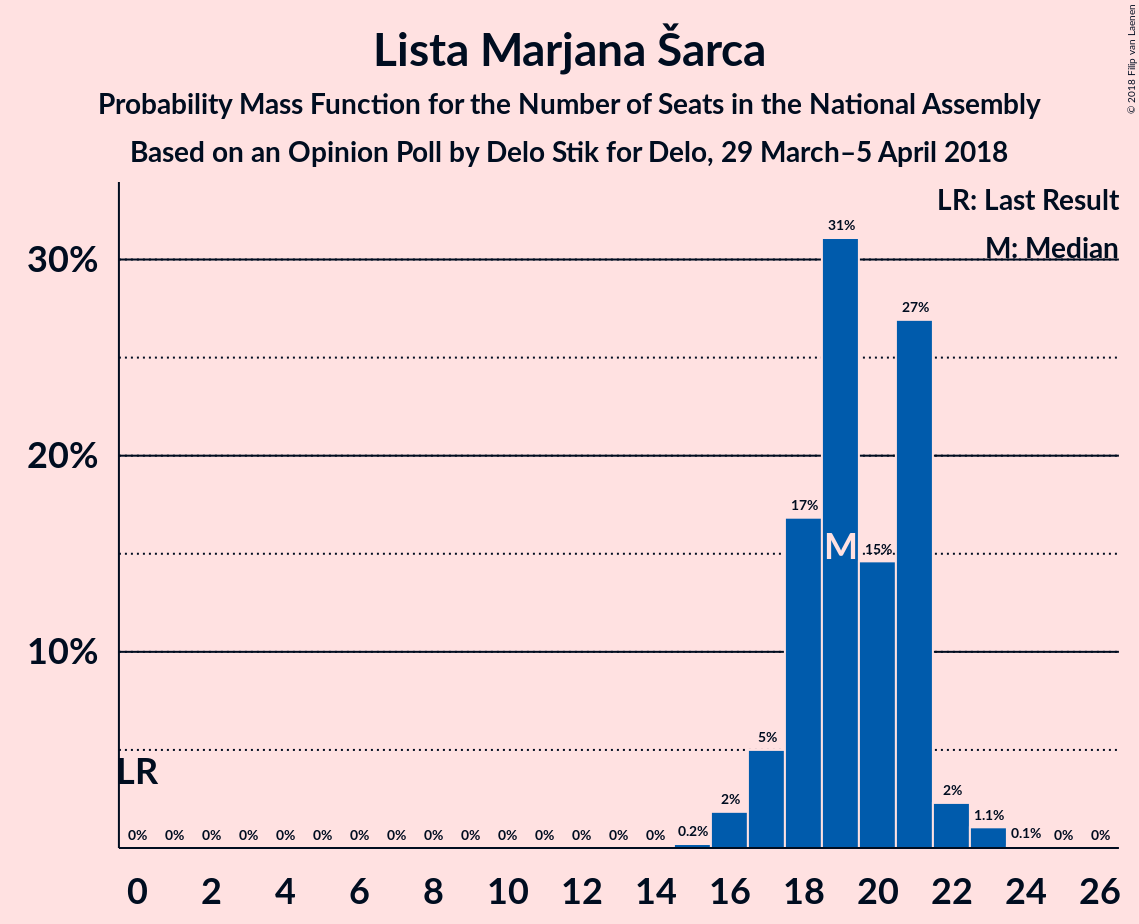 Lista Marjana Šarca
Probability Mass Function for the Number of Seats in the National Assembly
Based on an Opinion Poll by Delo Stik for Delo, 29 March–5 April 2018
© 2018 Filip van Laenen
LR: Last Result
M: Median
30%
20%
10%
31%
27%
17%
15%
M
5%
LR
0% 0% 0% 0% 0% 0% 0% 0% 0% 0% 0% 0% 0% 0% 0% 0.2% 2% 2% 1.1% 0.1% 0% 0%
0 2 4 6 8 10 12 14 16 18 20 22 24 26